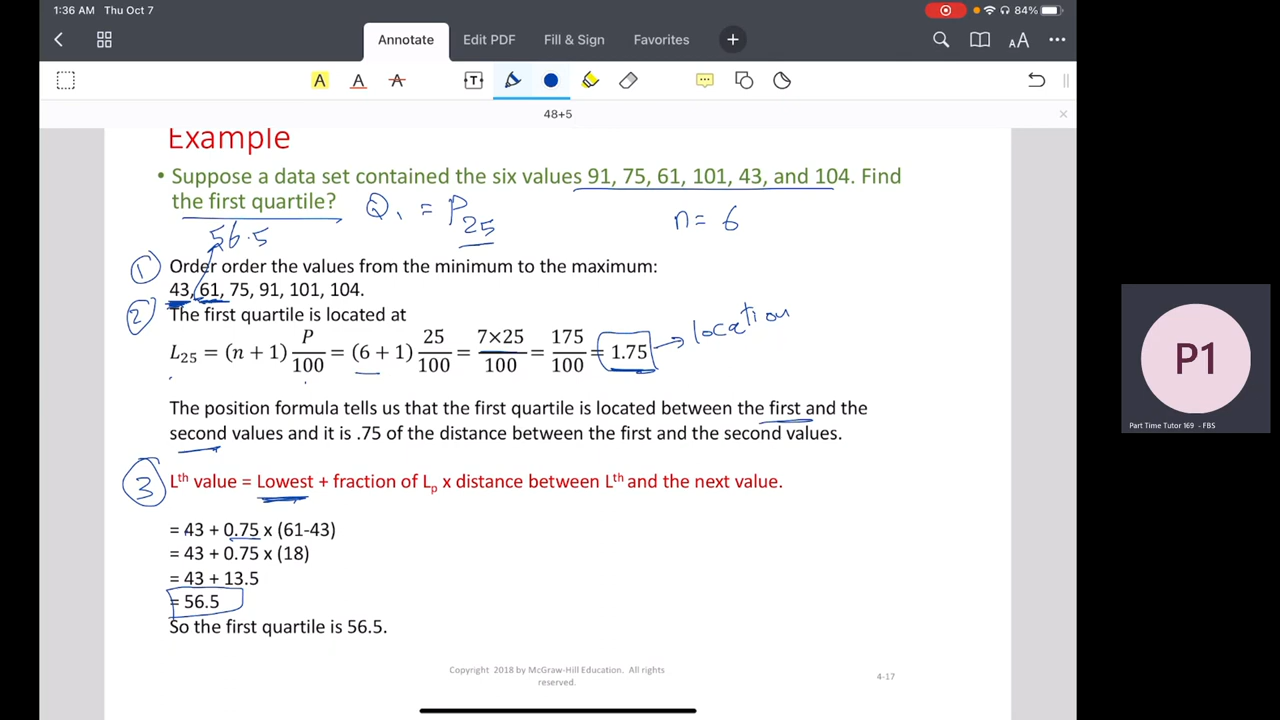 1:36 AM Thu Oct 7
84%
Annotate Edit PDF Fill & Sign Favorites
48+5
Example
• Suppose a data set contained the six values 91, 75, 61, 101, 43, and 104. Find
the first quartile? Q₁ = P₂₅ n = 6
56.5
① Order order the values from the minimum to the maximum:
43, 61, 75, 91, 101, 104.
② The first quartile is located at
L₂₅ = (n + 1) P/100 = (6 + 1) 25/100 = 7×25/100 = 175/100 = 1.75 → location
The position formula tells us that the first quartile is located between the first and the
second values and it is .75 of the distance between the first and the second values.
③ Lᵗʰ value = Lowest + fraction of Lₚ x distance between Lᵗʰ and the next value.
= 43 + 0.75 x (61-43)
= 43 + 0.75 x (18)
= 43 + 13.5
= 56.5
So the first quartile is 56.5.
Copyright 2018 by McGraw-Hill Education. All rights
reserved.
4-17
P1
Part Time Tutor 169 - FBS